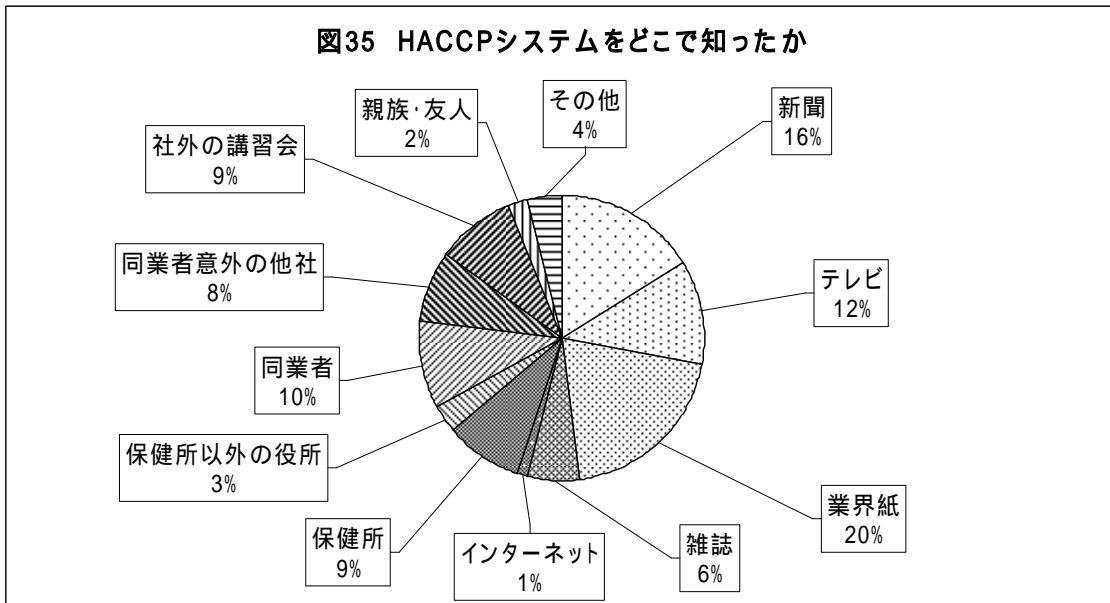 図35 HACCPシステムをどこで知ったか
新聞
16%
テレビ
12%
業界紙
20%
雑誌
6%
インターネット
1%
保健所
9%
保健所以外の役所
3%
同業者
10%
同業者意外の他社
8%
社外の講習会
9%
親族・友人
2%
その他
4%